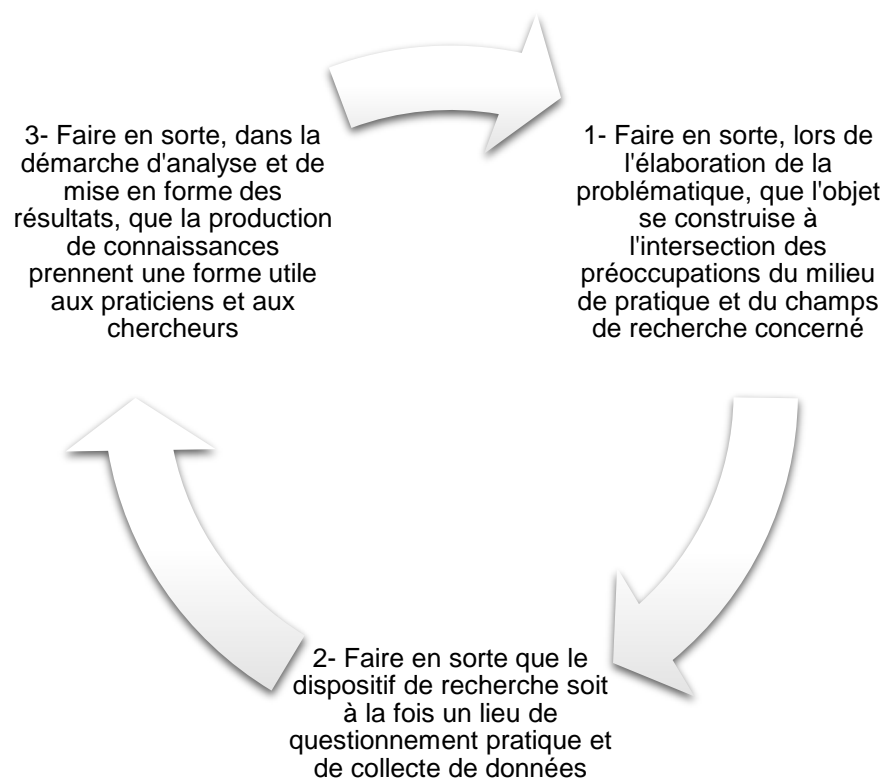 1- Faire en sorte, lors de
l'élaboration de la
problématique, que l'objet
se construise à
l'intersection des
préoccupations du milieu
de pratique et du champs
de recherche concerné
2- Faire en sorte que le
dispositif de recherche soit
à la fois un lieu de
questionnement pratique et
de collecte de données
3- Faire en sorte, dans la
démarche d'analyse et de
mise en forme des
résultats, que la production
de connaissances
prennent une forme utile
aux praticiens et aux
chercheurs